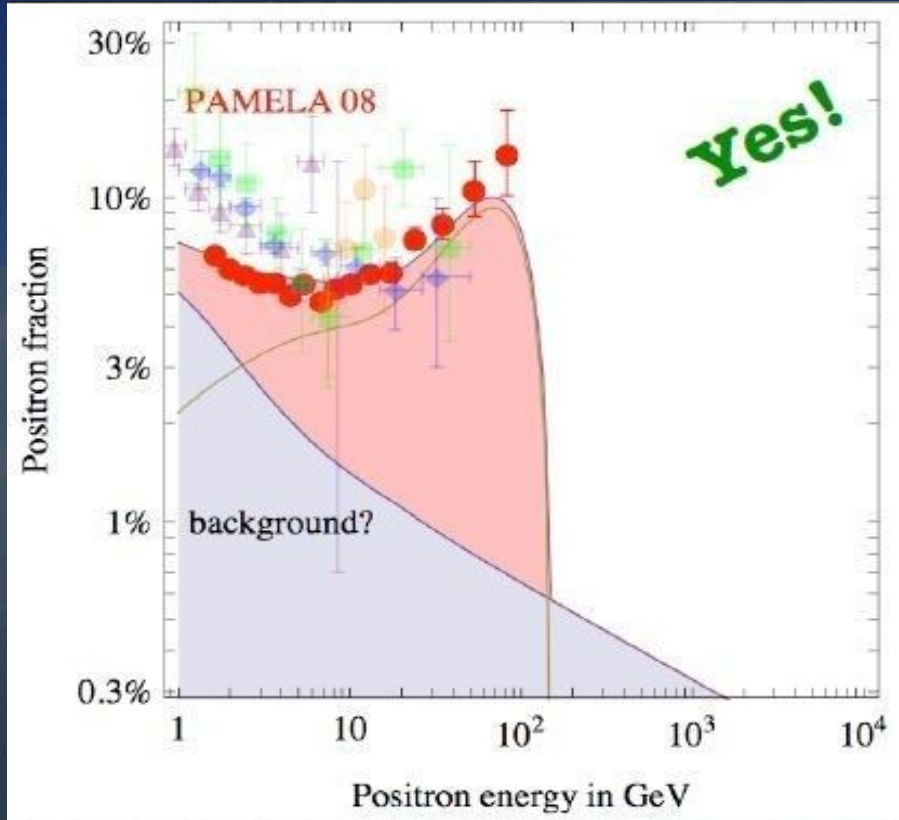 30%
PAMELA 08
Yes!
10%
Positron fraction
3%
background?
1%
0.3%
1 10 10² 10³ 10⁴
Positron energy in GeV